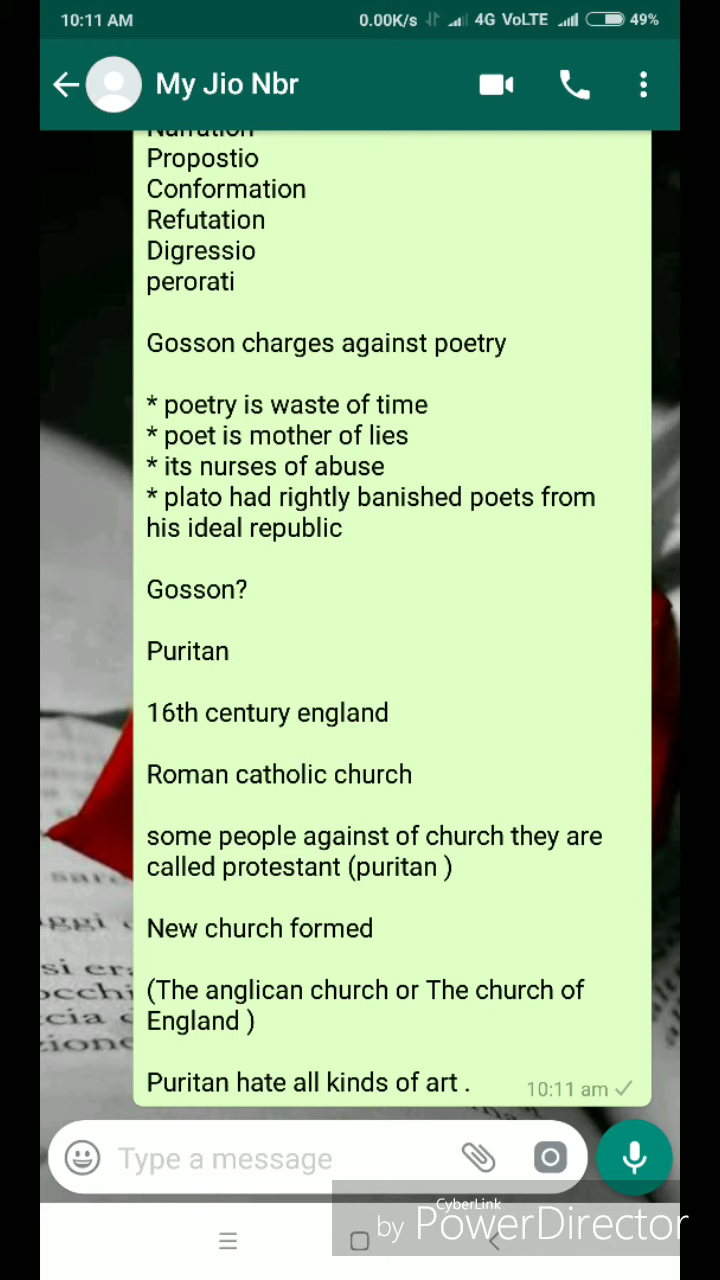 10:11 AM 0.00K/s 4G VoLTE 49%
My Jio Nbr
Narration
Propostio
Conformation
Refutation
Digressio
perorati
Gosson charges against poetry
* poetry is waste of time
* poet is mother of lies
* its nurses of abuse
* plato had rightly banished poets from
his ideal republic
Gosson?
Puritan
16th century england
Roman catholic church
some people against of church they are
called protestant (puritan )
New church formed
(The anglican church or The church of
England )
Puritan hate all kinds of art .
10:11 am
Type a message
CyberLink
by PowerDirector